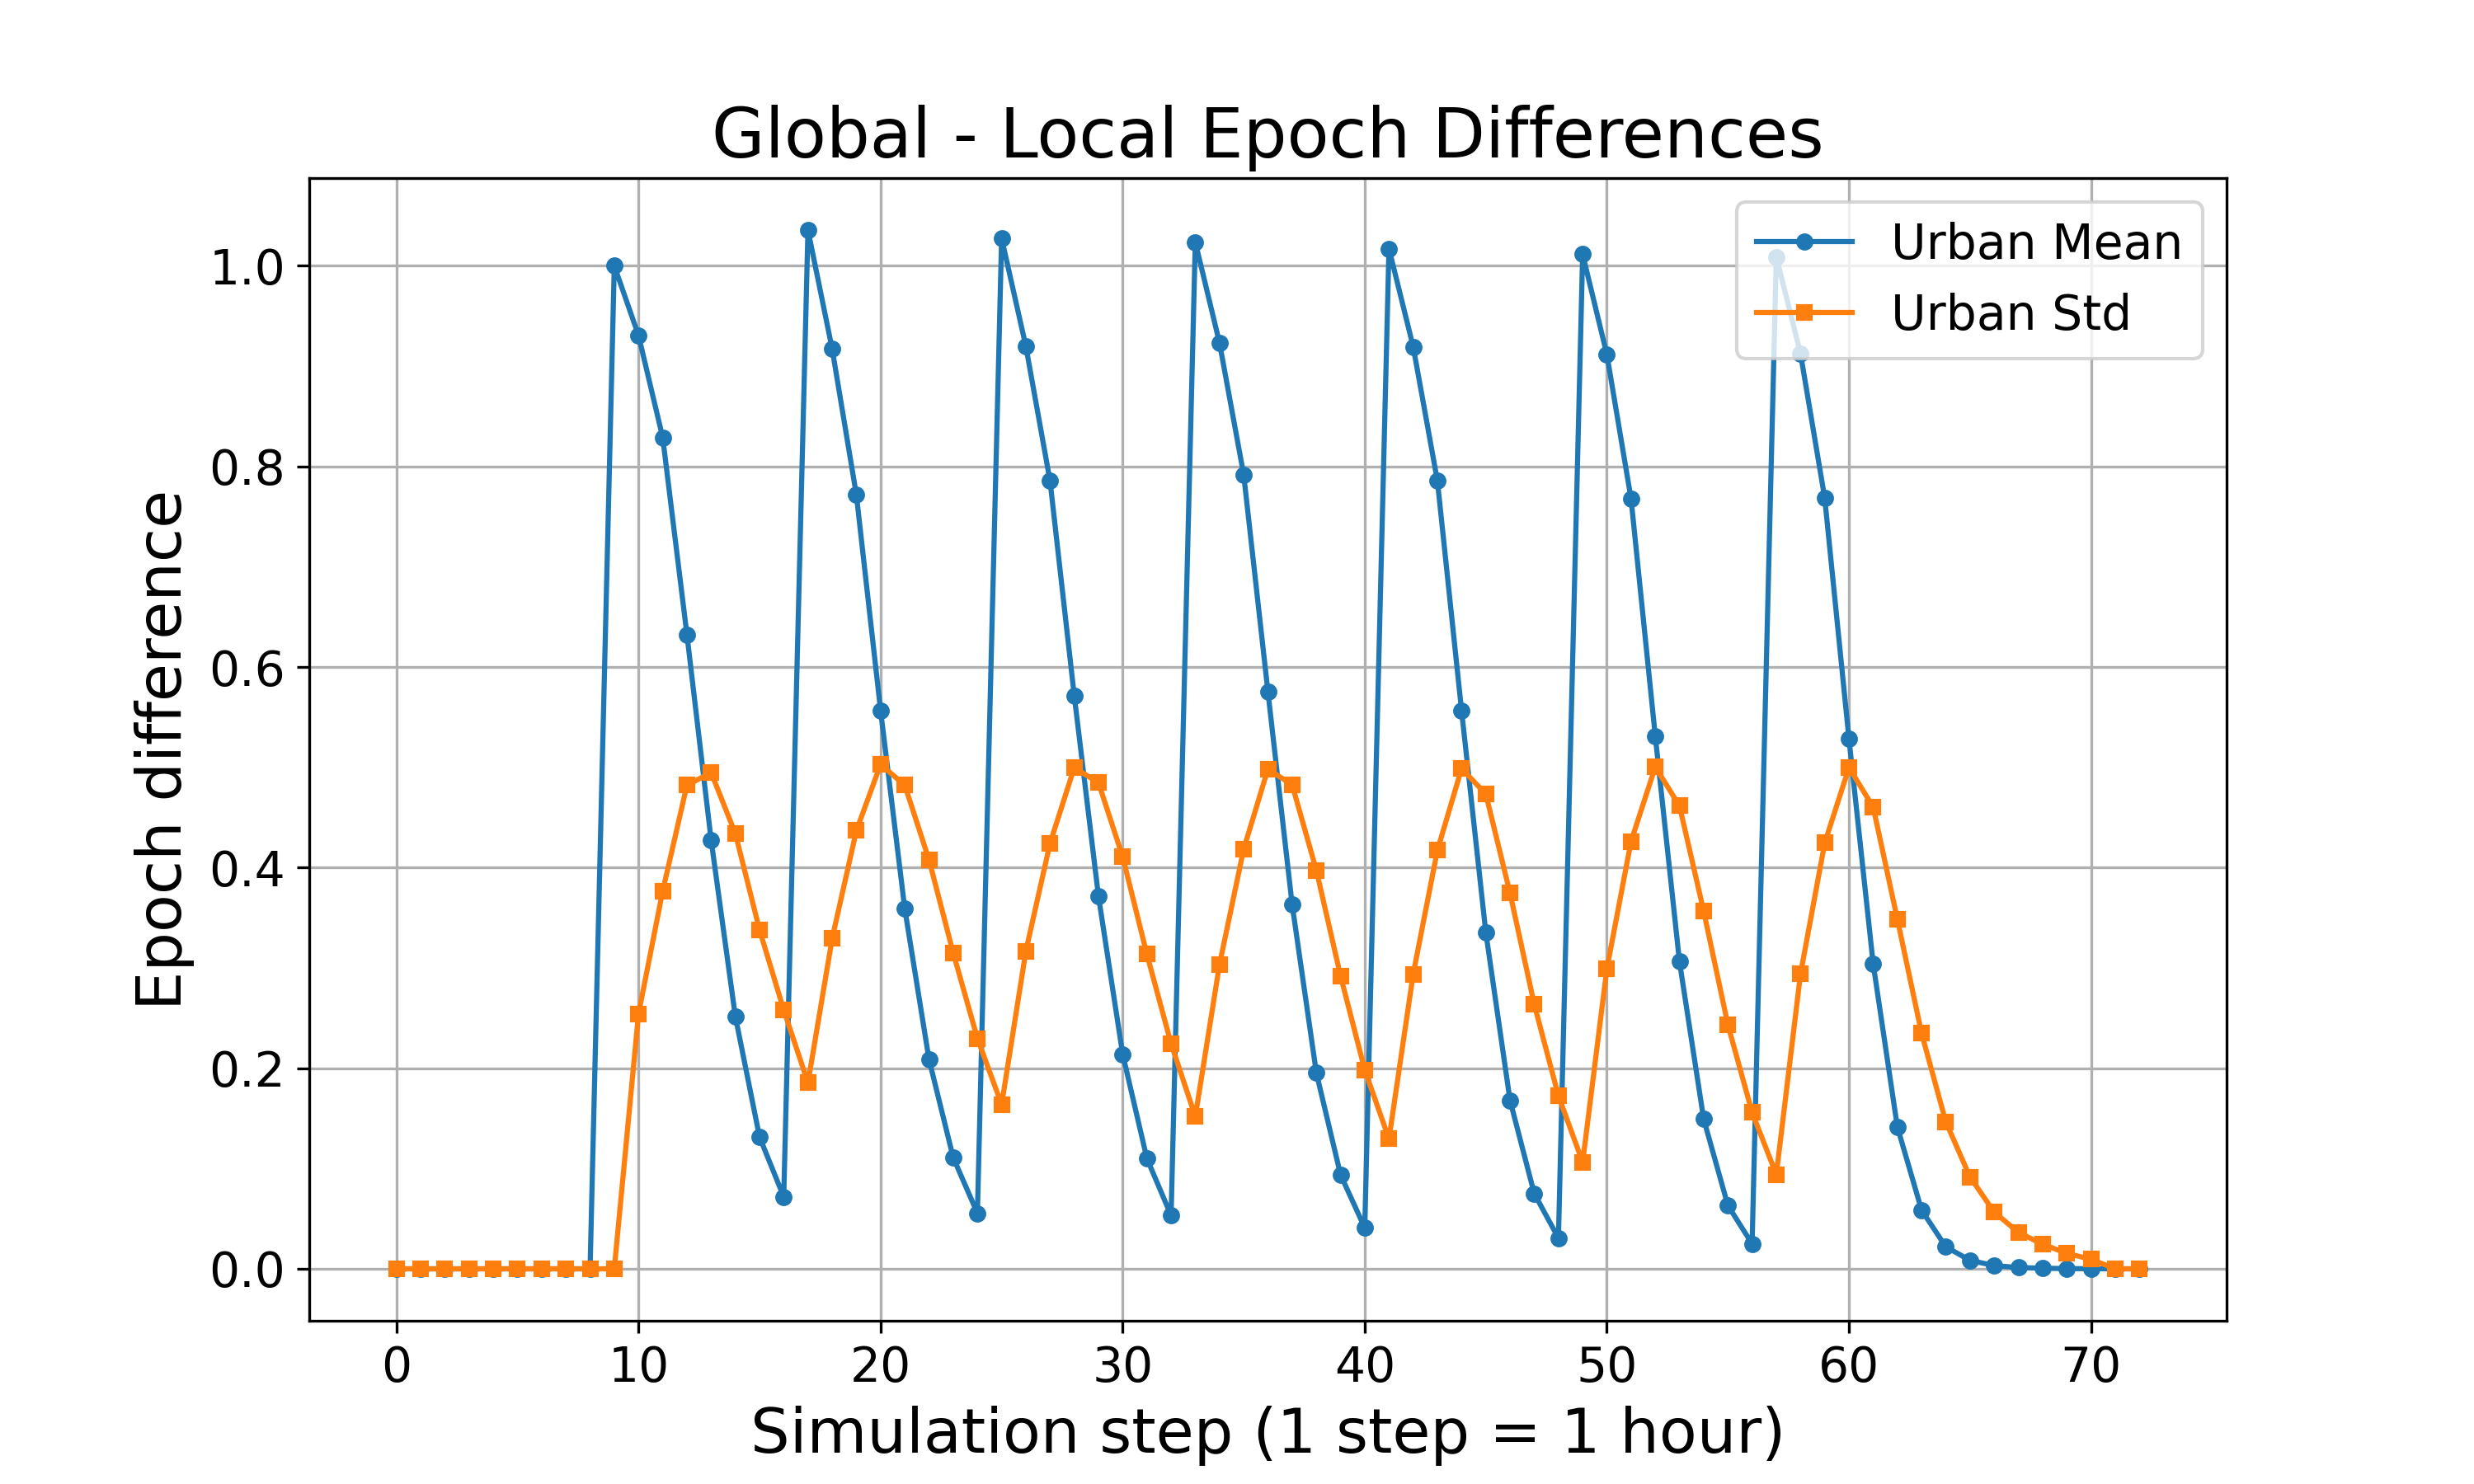 Global - Local Epoch Differences
Urban Mean
Urban Std
Epoch difference
1.0
0.8
0.6
0.4
0.2
0.0
0 10 20 30 40 50 60 70
Simulation step (1 step = 1 hour)